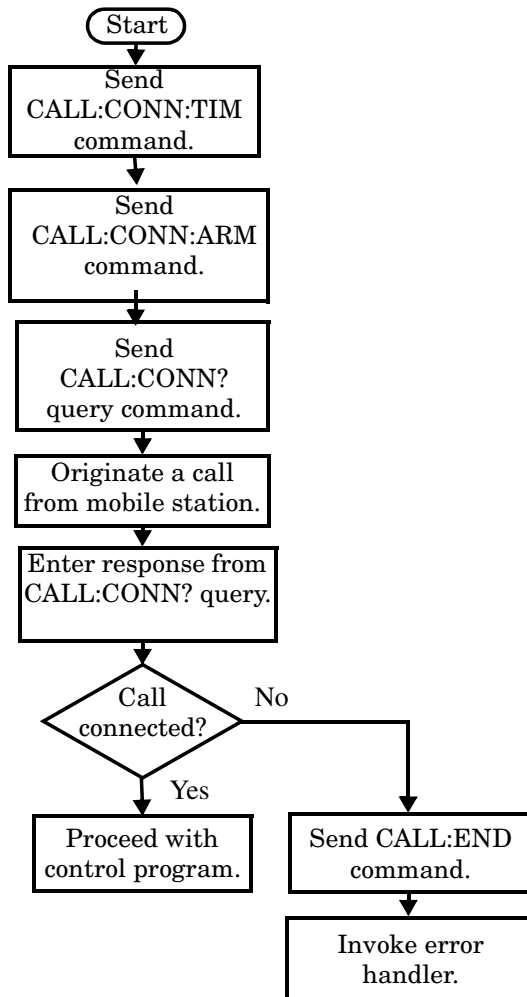 Start
Send
CALL:CONN:TIM
command.
Send
CALL:CONN:ARM
command.
Send
CALL:CONN?
query command.
Originate a call
from mobile station.
Enter response from
CALL:CONN? query.
Call
connected?
No
Yes
Proceed with
control program.
Send CALL:END
command.
Invoke error
handler.